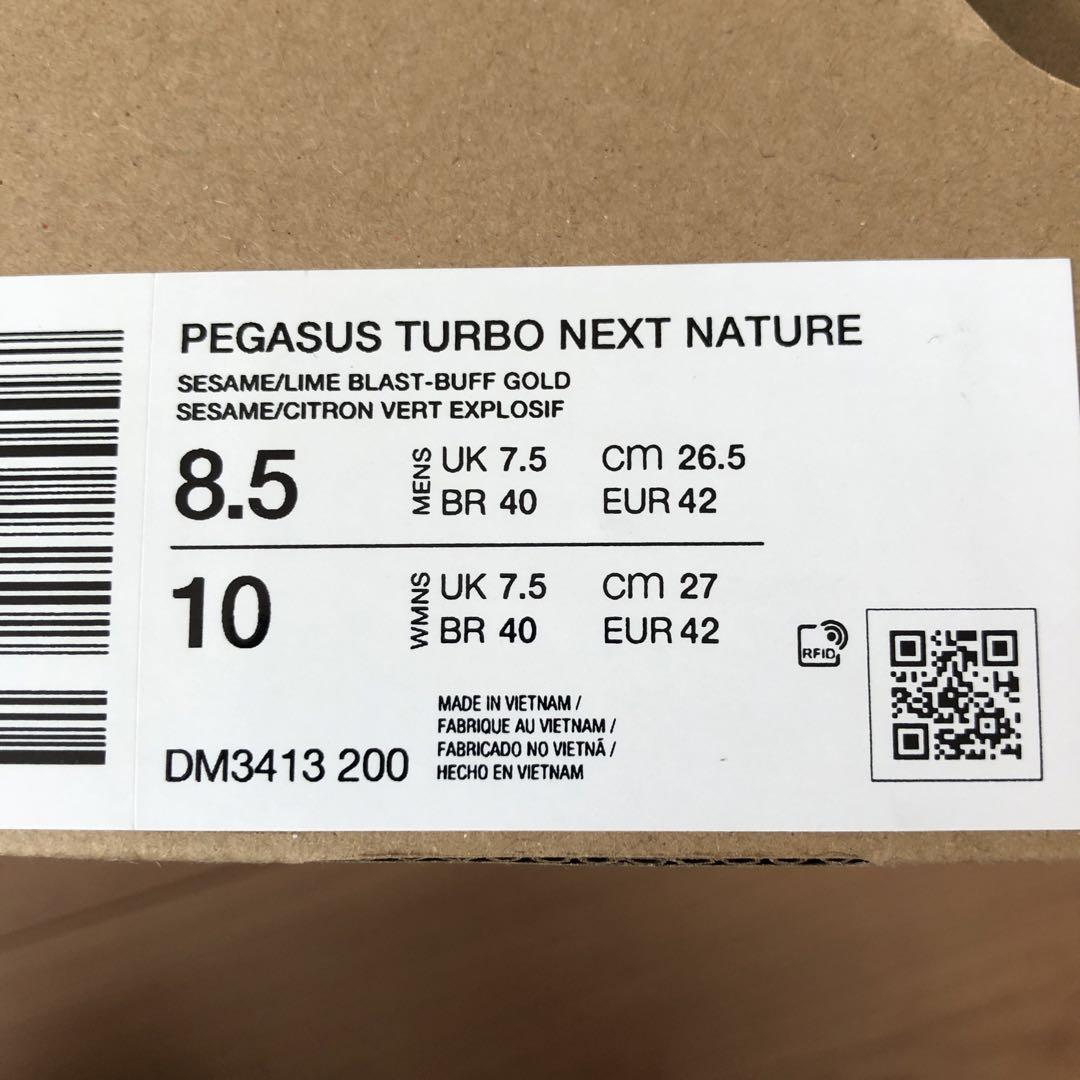 PEGASUS TURBO NEXT NATURE
SESAME/LIME BLAST-BUFF GOLD
SESAME/CITRON VERT EXPLOSIF
8.5 MENS UK 7.5 CM 26.5
BR 40 EUR 42
10 WMNS UK 7.5 CM 27
BR 40 EUR 42
RFID
MADE IN VIETNAM /
FABRIQUE AU VIETNAM /
FABRICADO NO VIETNÃ /
HECHO EN VIETNAM
DM3413 200